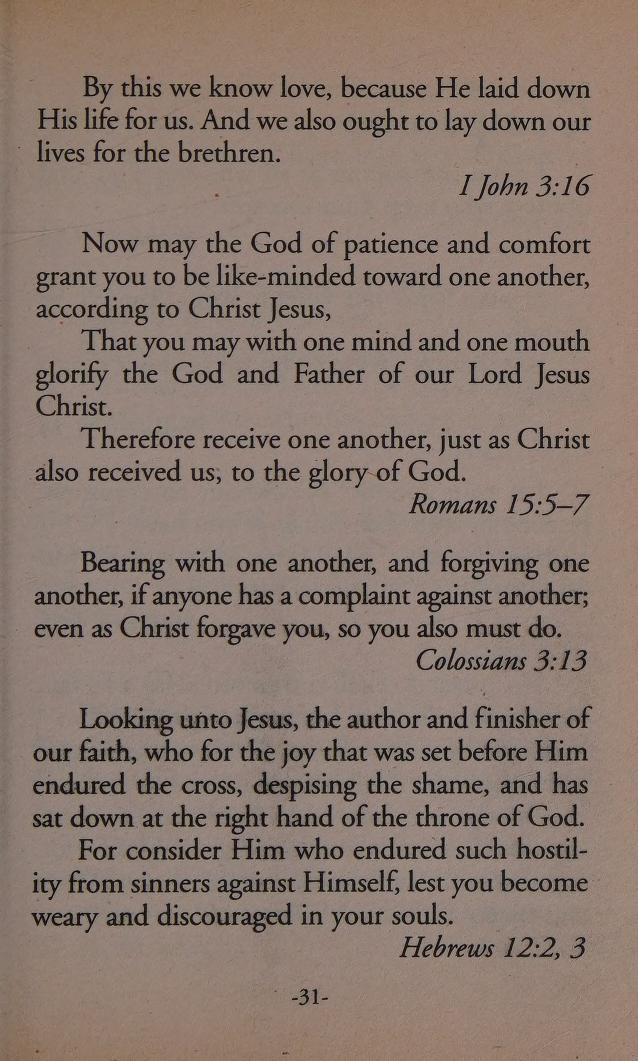 By this we know love, because He laid down
His life for us. And we also ought to lay down our
lives for the brethren.
I John 3:16
Now may the God of patience and comfort
grant you to be like-minded toward one another,
according to Christ Jesus,
That you may with one mind and one mouth
glorify the God and Father of our Lord Jesus
Christ.
Therefore receive one another, just as Christ
also received us, to the glory of God.
Romans 15:5–7
Bearing with one another, and forgiving one
another, if anyone has a complaint against another;
even as Christ forgave you, so you also must do.
Colossians 3:13
Looking unto Jesus, the author and finisher of
our faith, who for the joy that was set before Him
endured the cross, despising the shame, and has
sat down at the right hand of the throne of God.
For consider Him who endured such hostil-
ity from sinners against Himself, lest you become
weary and discouraged in your souls.
Hebrews 12:2, 3
-31-